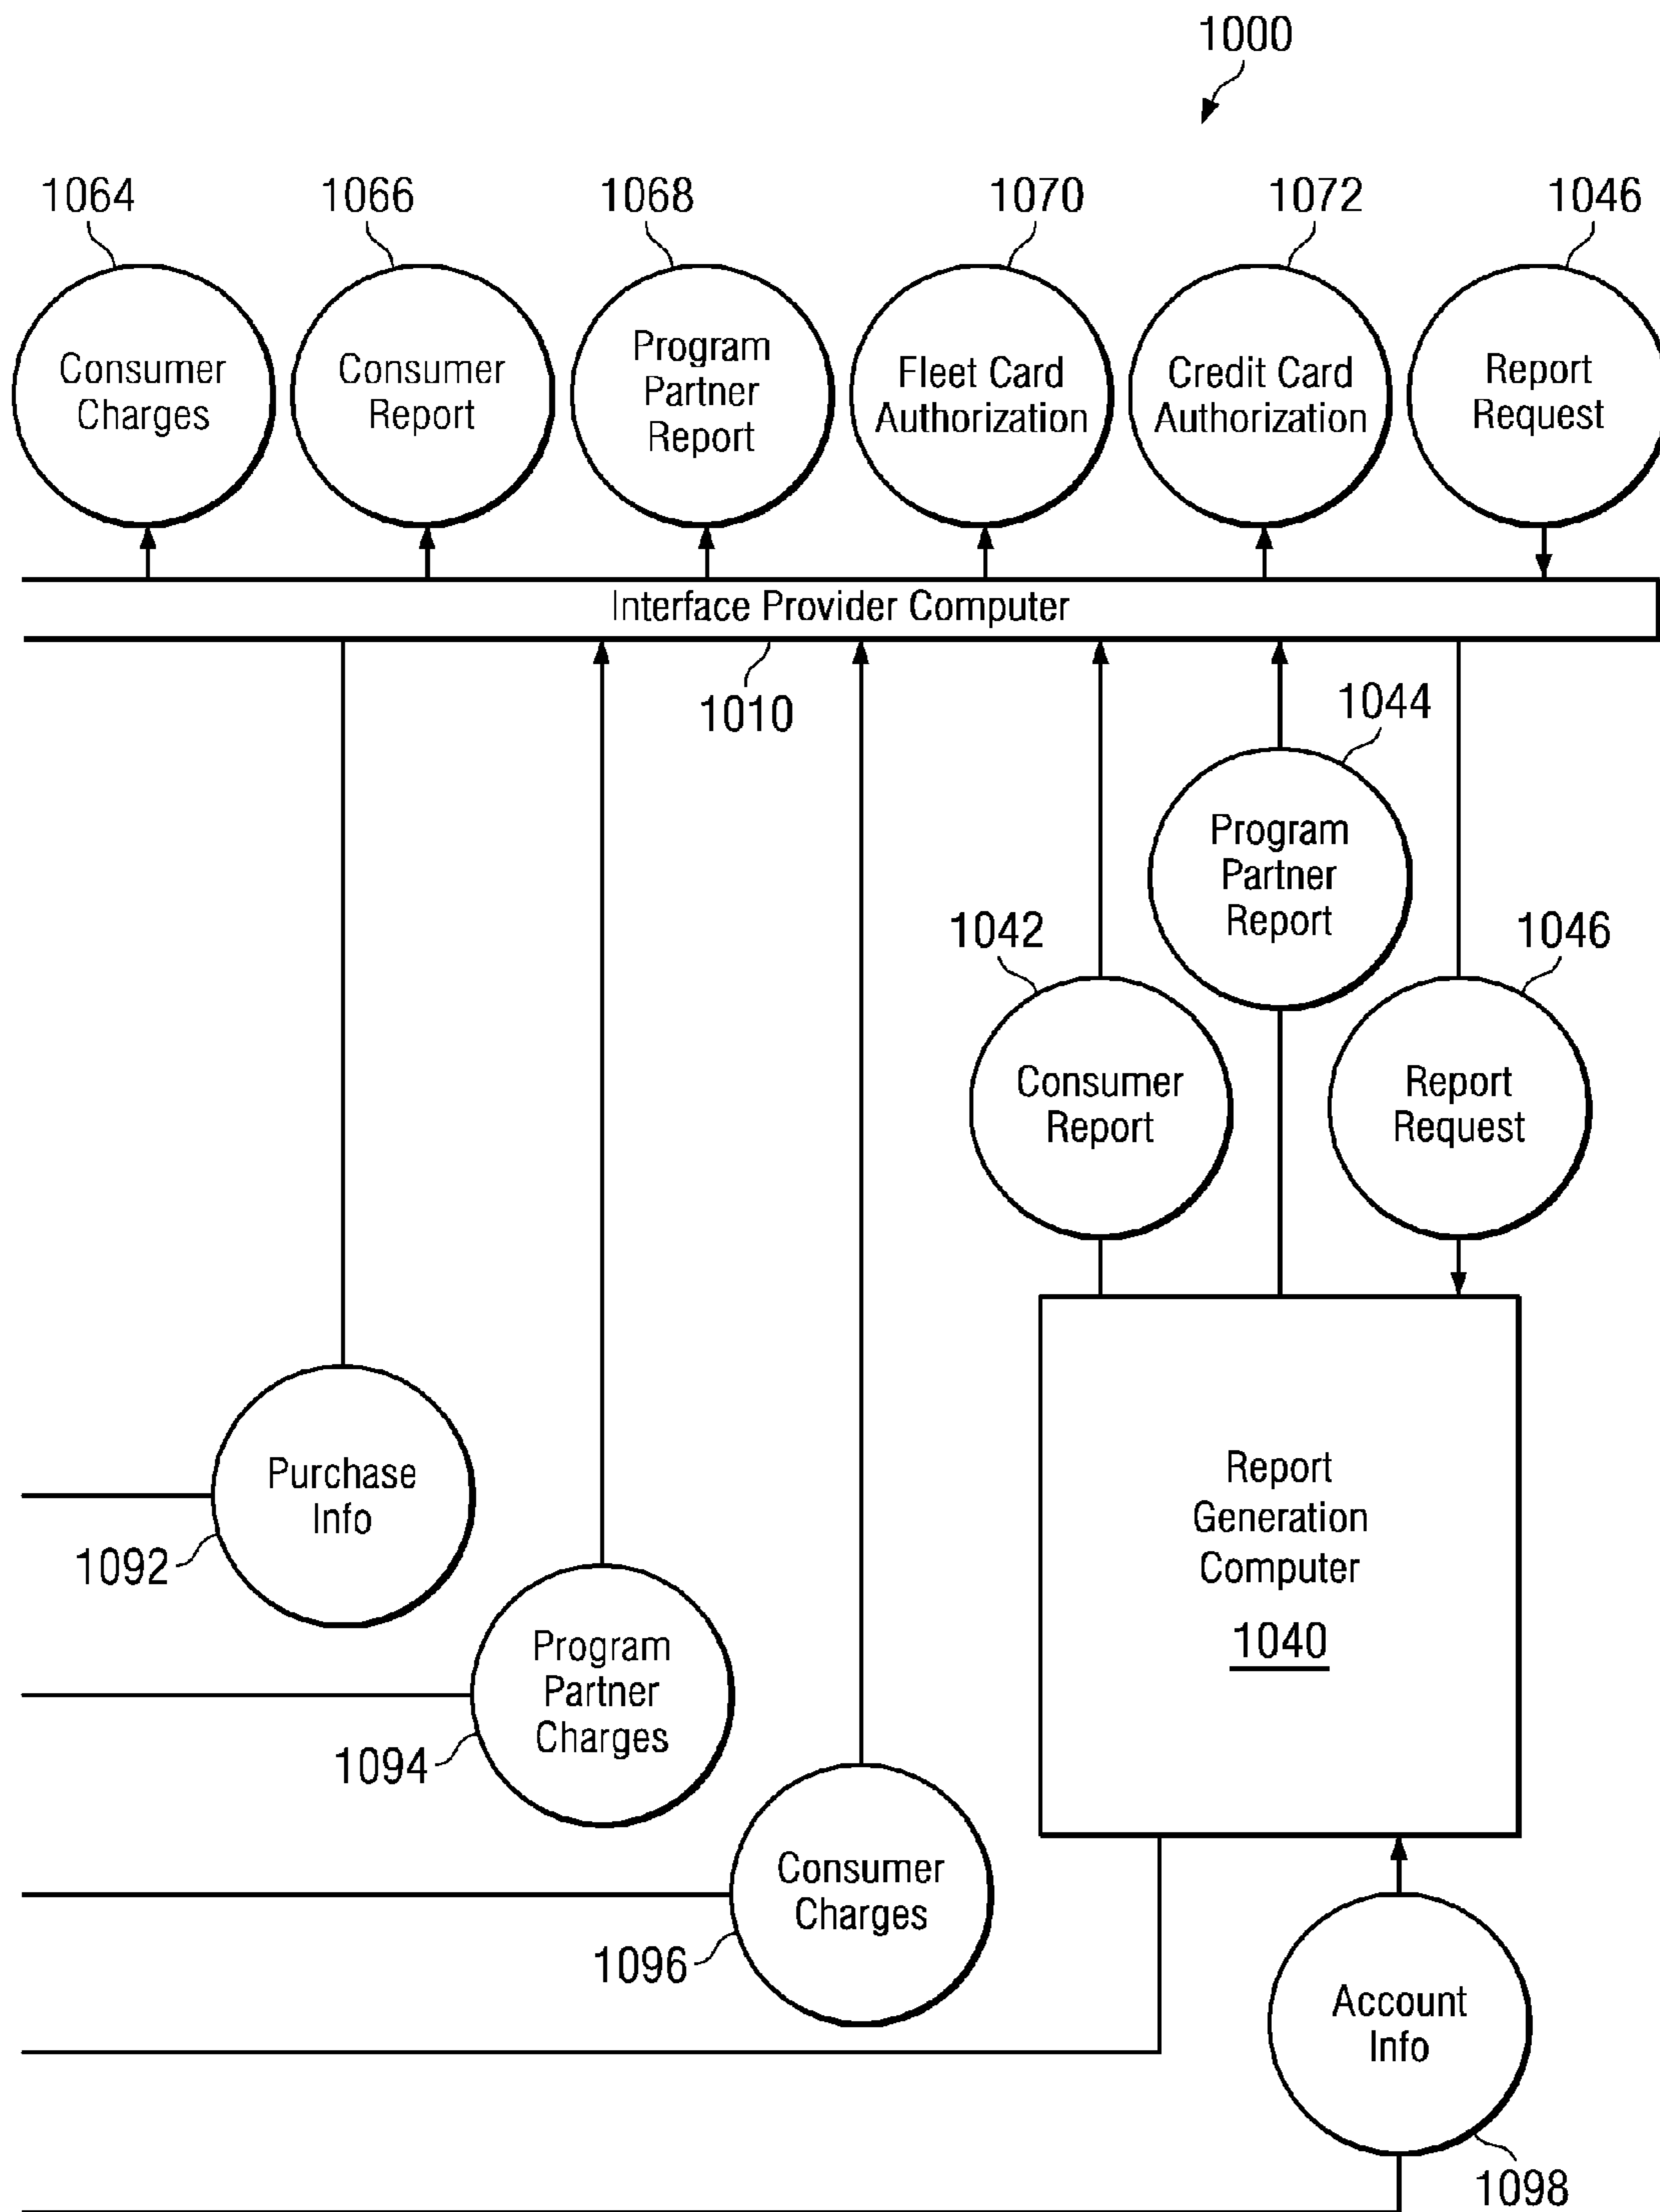 1000
1064
1066
1068
1070
1072
1046
Consumer
Charges
Consumer
Report
Program
Partner
Report
Fleet Card
Authorization
Credit Card
Authorization
Report
Request
Interface Provider Computer
1010
1044
Program
Partner
Report
1042
1046
Consumer
Report
Report
Request
Purchase
Info
1092
Report
Generation
Computer
1040
Program
Partner
Charges
1094
Consumer
Charges
1096
Account
Info
1098